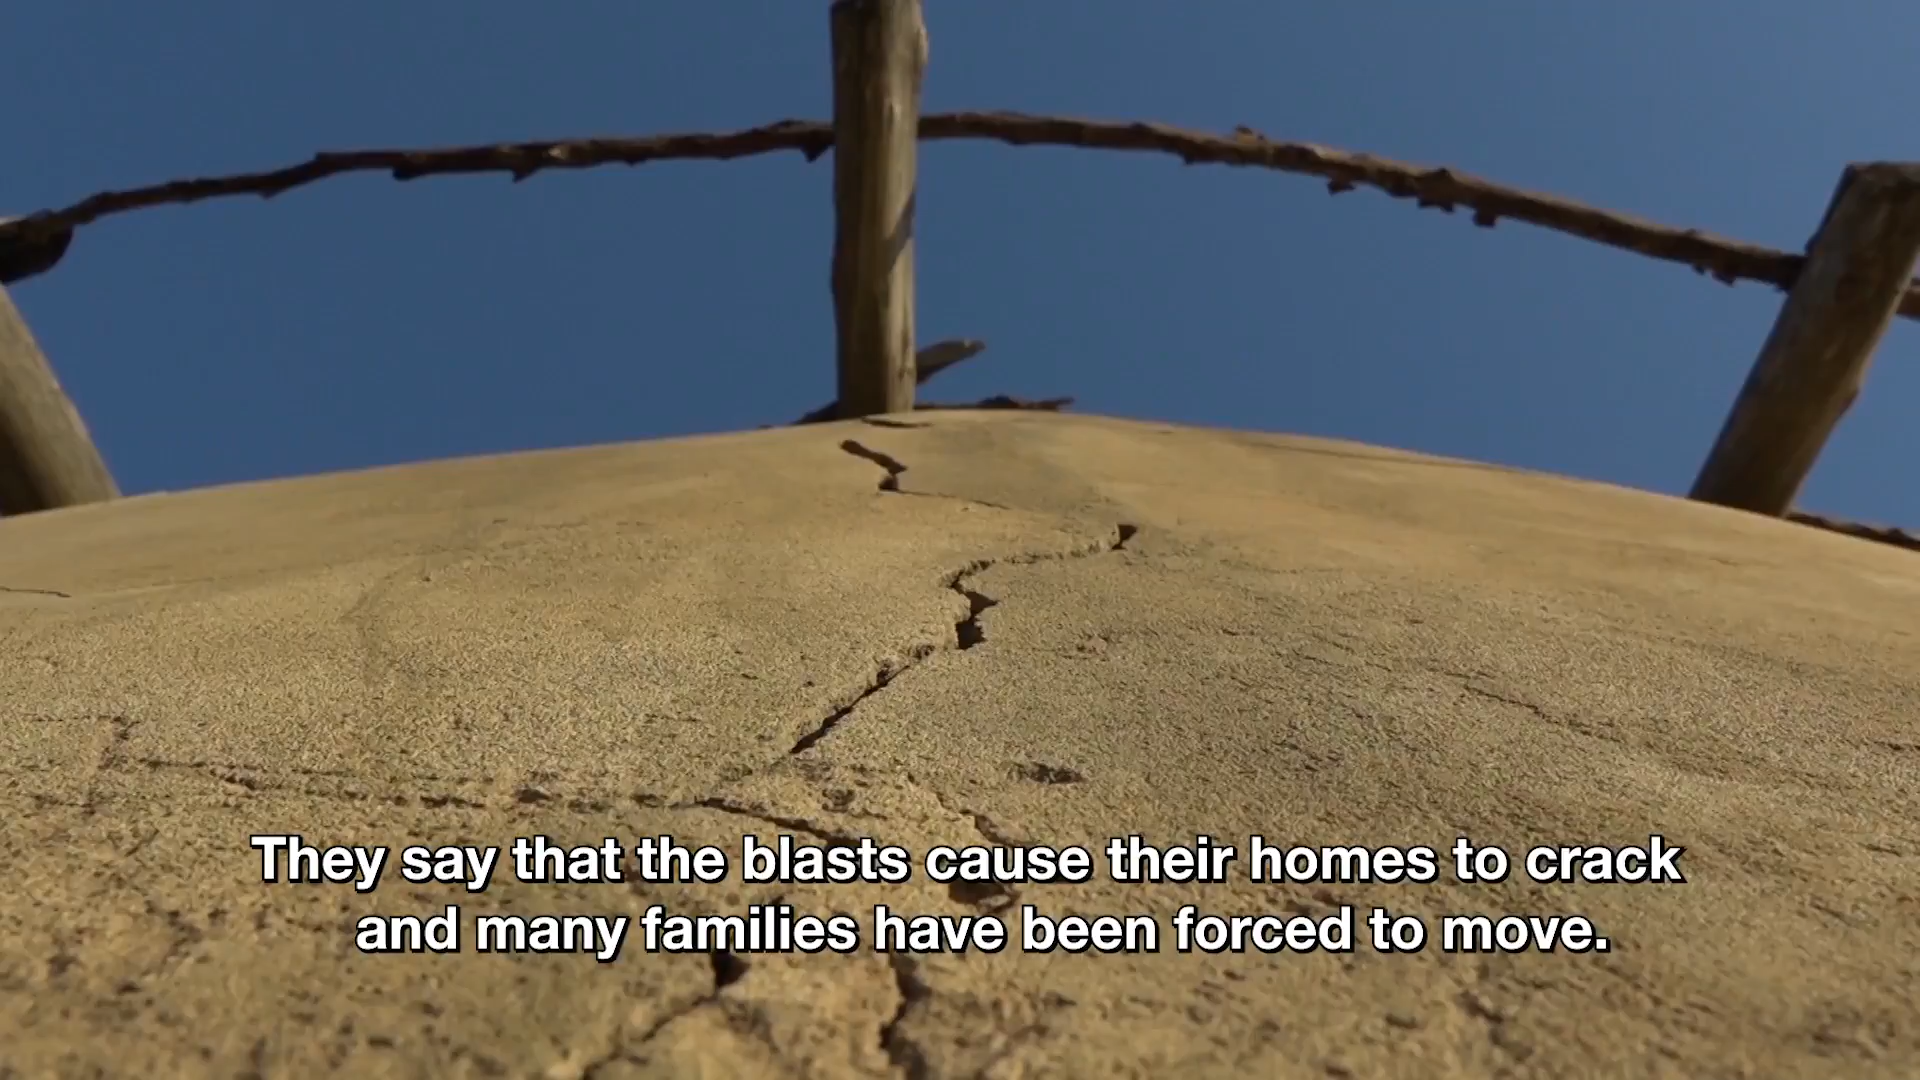 They say that the blasts cause their homes to crack
and many families have been forced to move.